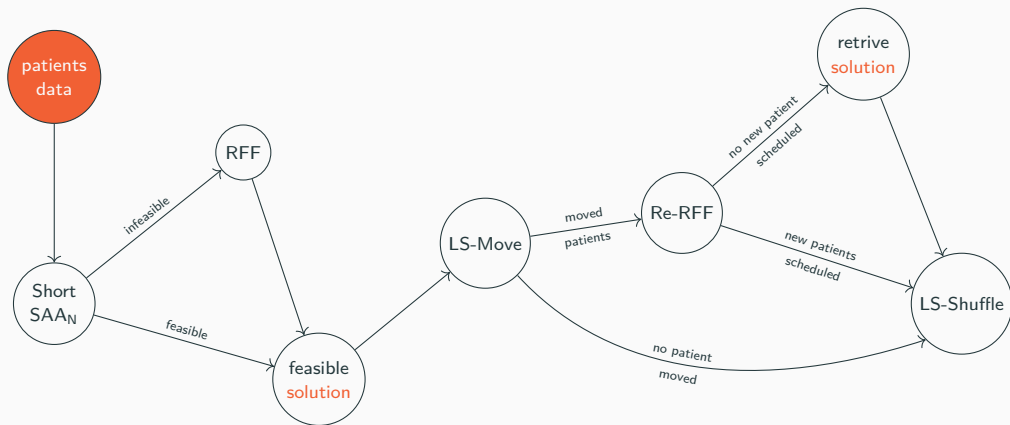 patients
data
Short
SAA_N
infeasible
feasible
RFF
feasible
solution
LS-Move
moved
patients
no patient
moved
Re-RFF
no new patient
scheduled
new patients
scheduled
retrive
solution
LS-Shuffle